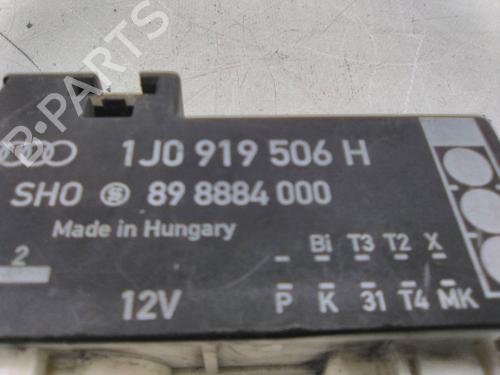 B-PARTS
1J0 919 506 H
SHO 89 8884 000
Made in Hungary
2
- Bi T3 T2 X
12V
P K 31 T4 MK